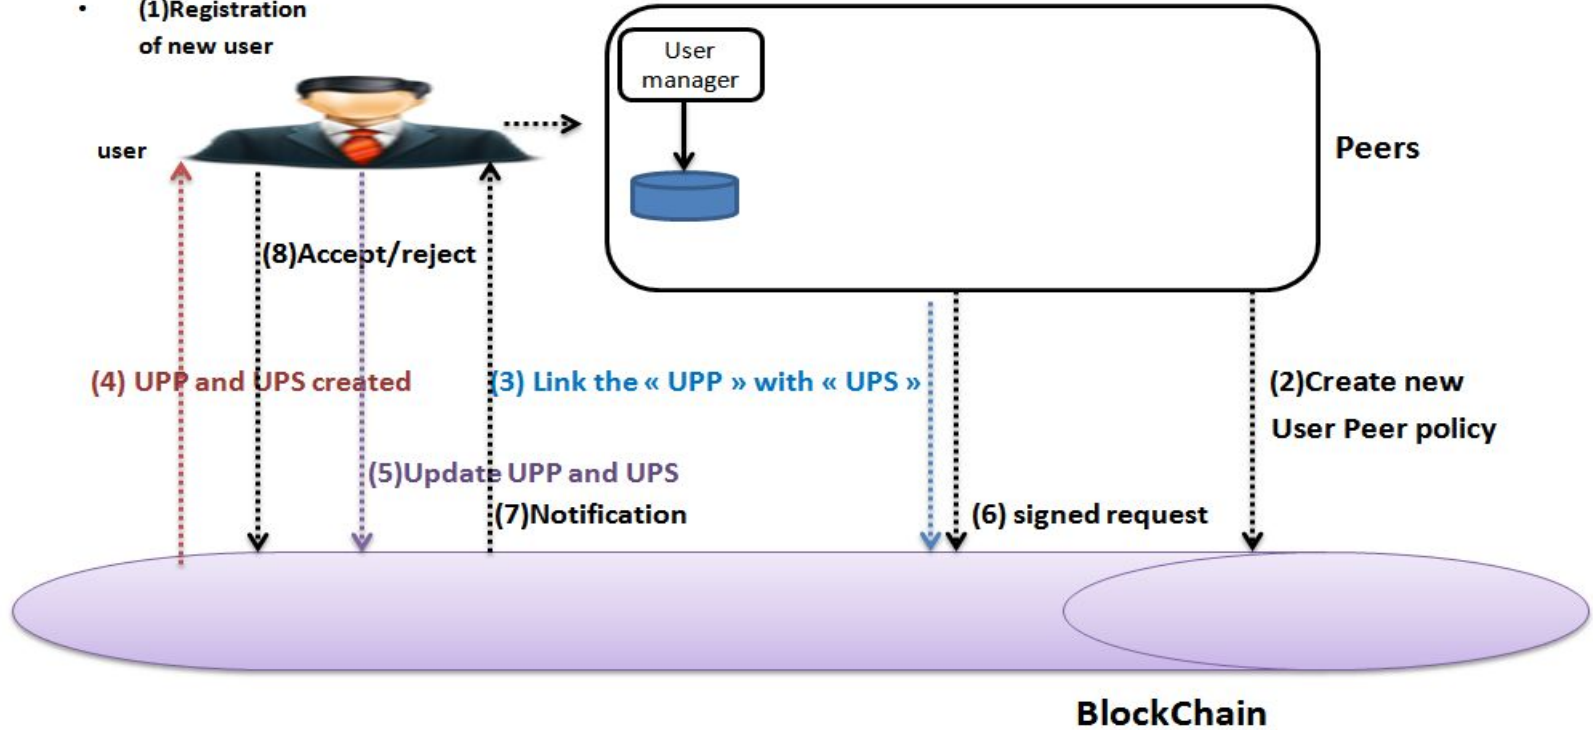 • (1)Registration
of new user
User
manager
user
Peers
(8)Accept/reject
(4) UPP and UPS created
(3) Link the « UPP » with « UPS »
(2)Create new
User Peer policy
(5)Update UPP and UPS
(7)Notification
(6) signed request
BlockChain